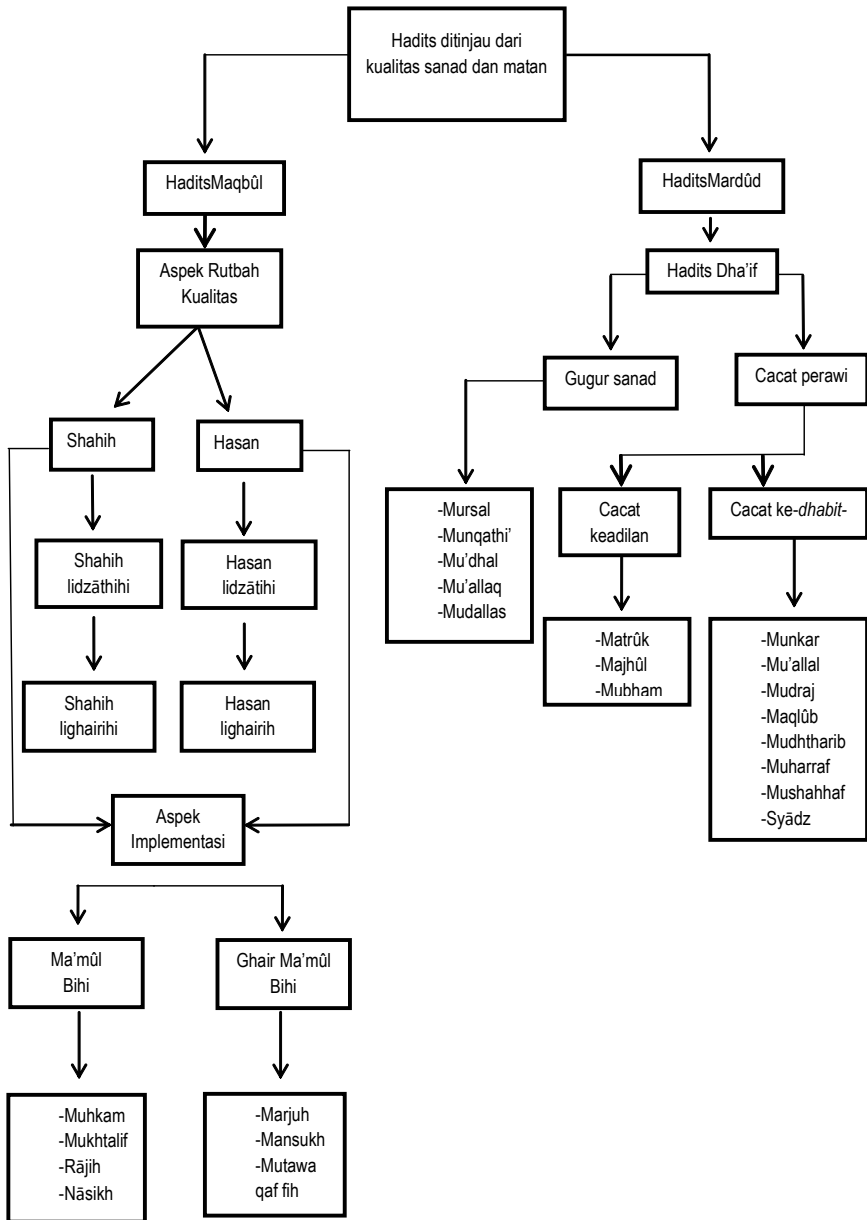 Hadits ditinjau dari
kualitas sanad dan matan
HaditsMaqbûl
HaditsMardûd
Aspek Rutbah
Kualitas
Hadits Dha’if
Gugur sanad
Cacat perawi
Shahih
Hasan
-Mursal
-Munqathi’
-Mu’dhal
-Mu’allaq
-Mudallas
Cacat
keadilan
Cacat ke-dhabit-
Shahih
lidzāthihi
Hasan
lidzātihi
-Matrûk
-Majhûl
-Mubham
-Munkar
-Mu’allal
-Mudraj
-Maqlûb
-Mudhtharib
-Muharraf
-Mushahhaf
-Syādz
Shahih
lighairihi
Hasan
lighairih
Aspek
Implementasi
Ma’mûl
Bihi
Ghair Ma’mûl
Bihi
-Muhkam
-Mukhtalif
-Rājih
-Nāsikh
-Marjuh
-Mansukh
-Mutawa
qaf fih